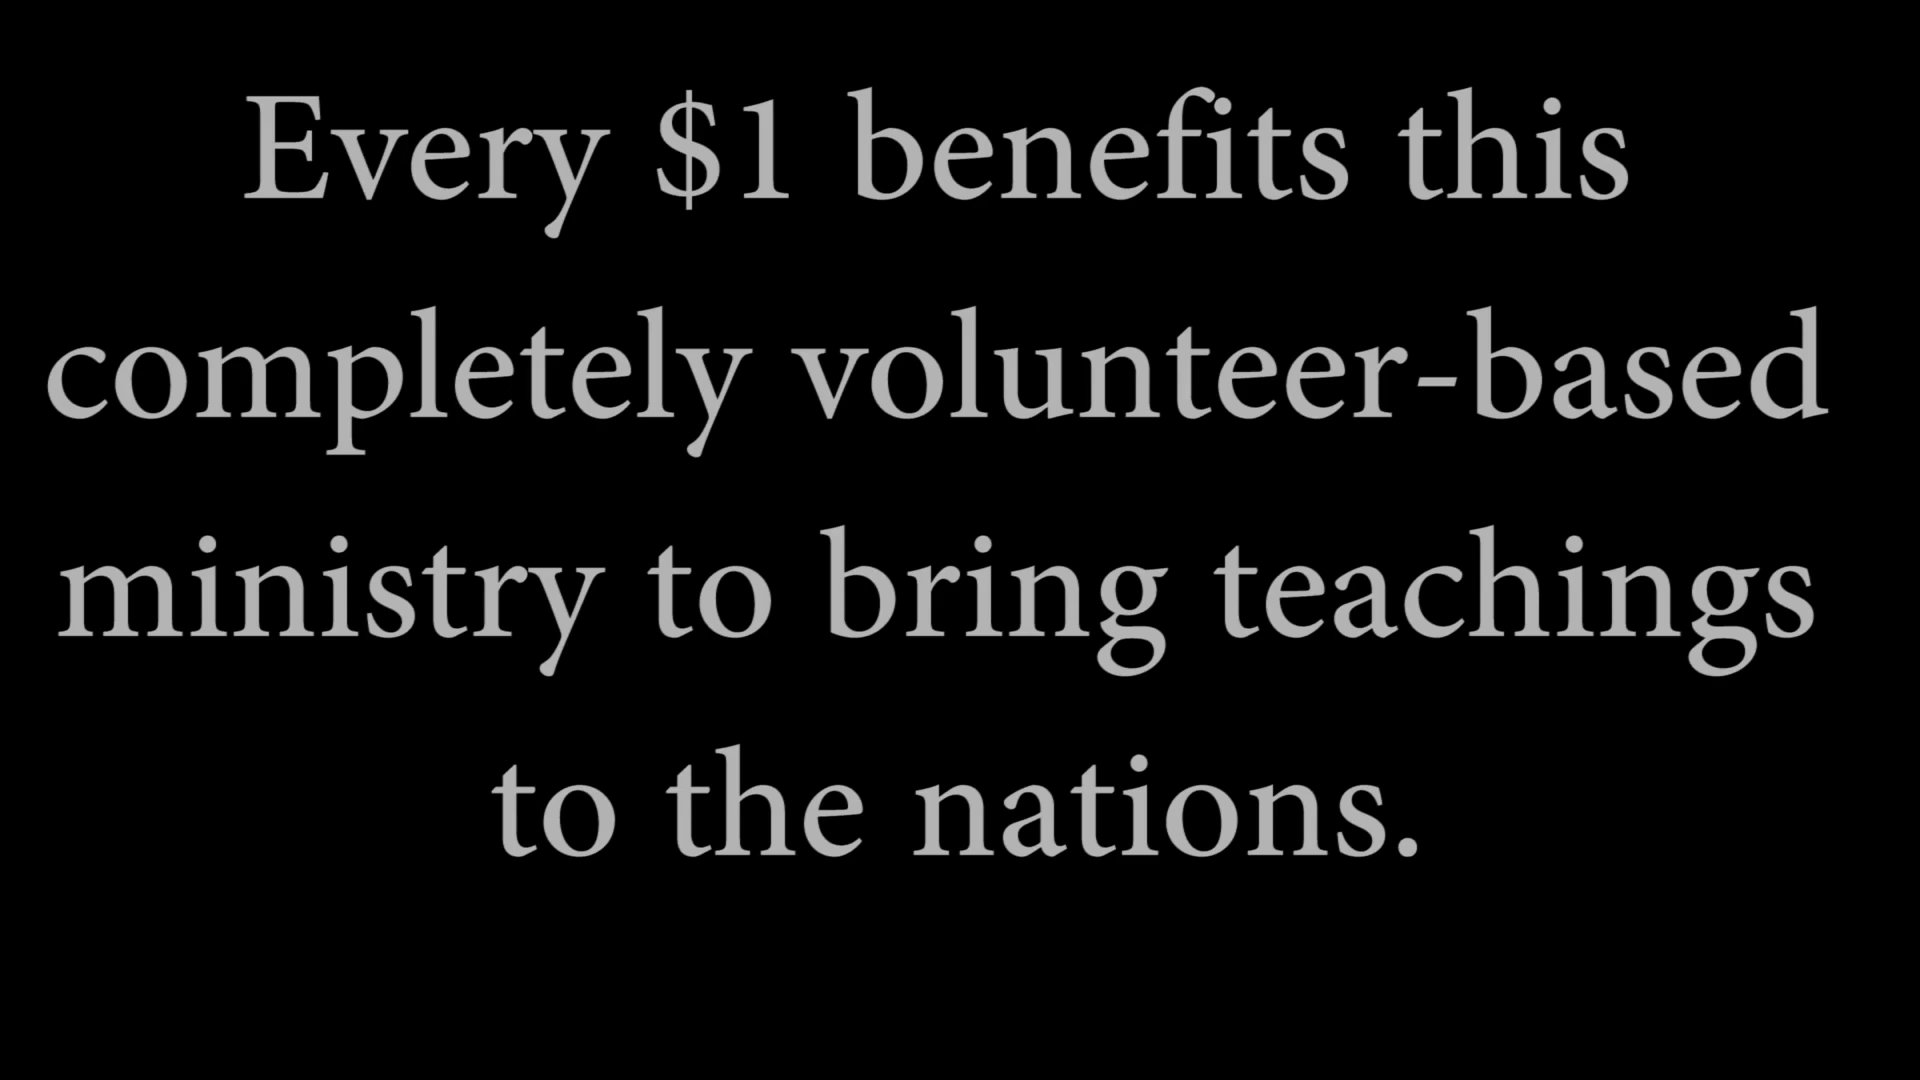 Every $1 benefits this
completely volunteer-based
ministry to bring teachings
to the nations.